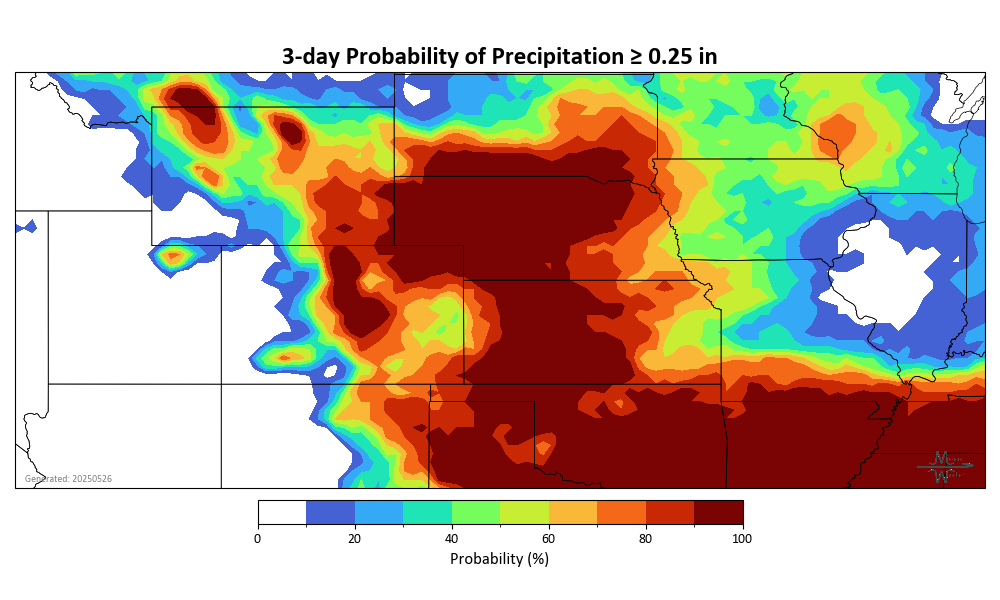 3-day Probability of Precipitation ≥ 0.25 in
Generated: 20250526
0 20 40 60 80 100
Probability (%)